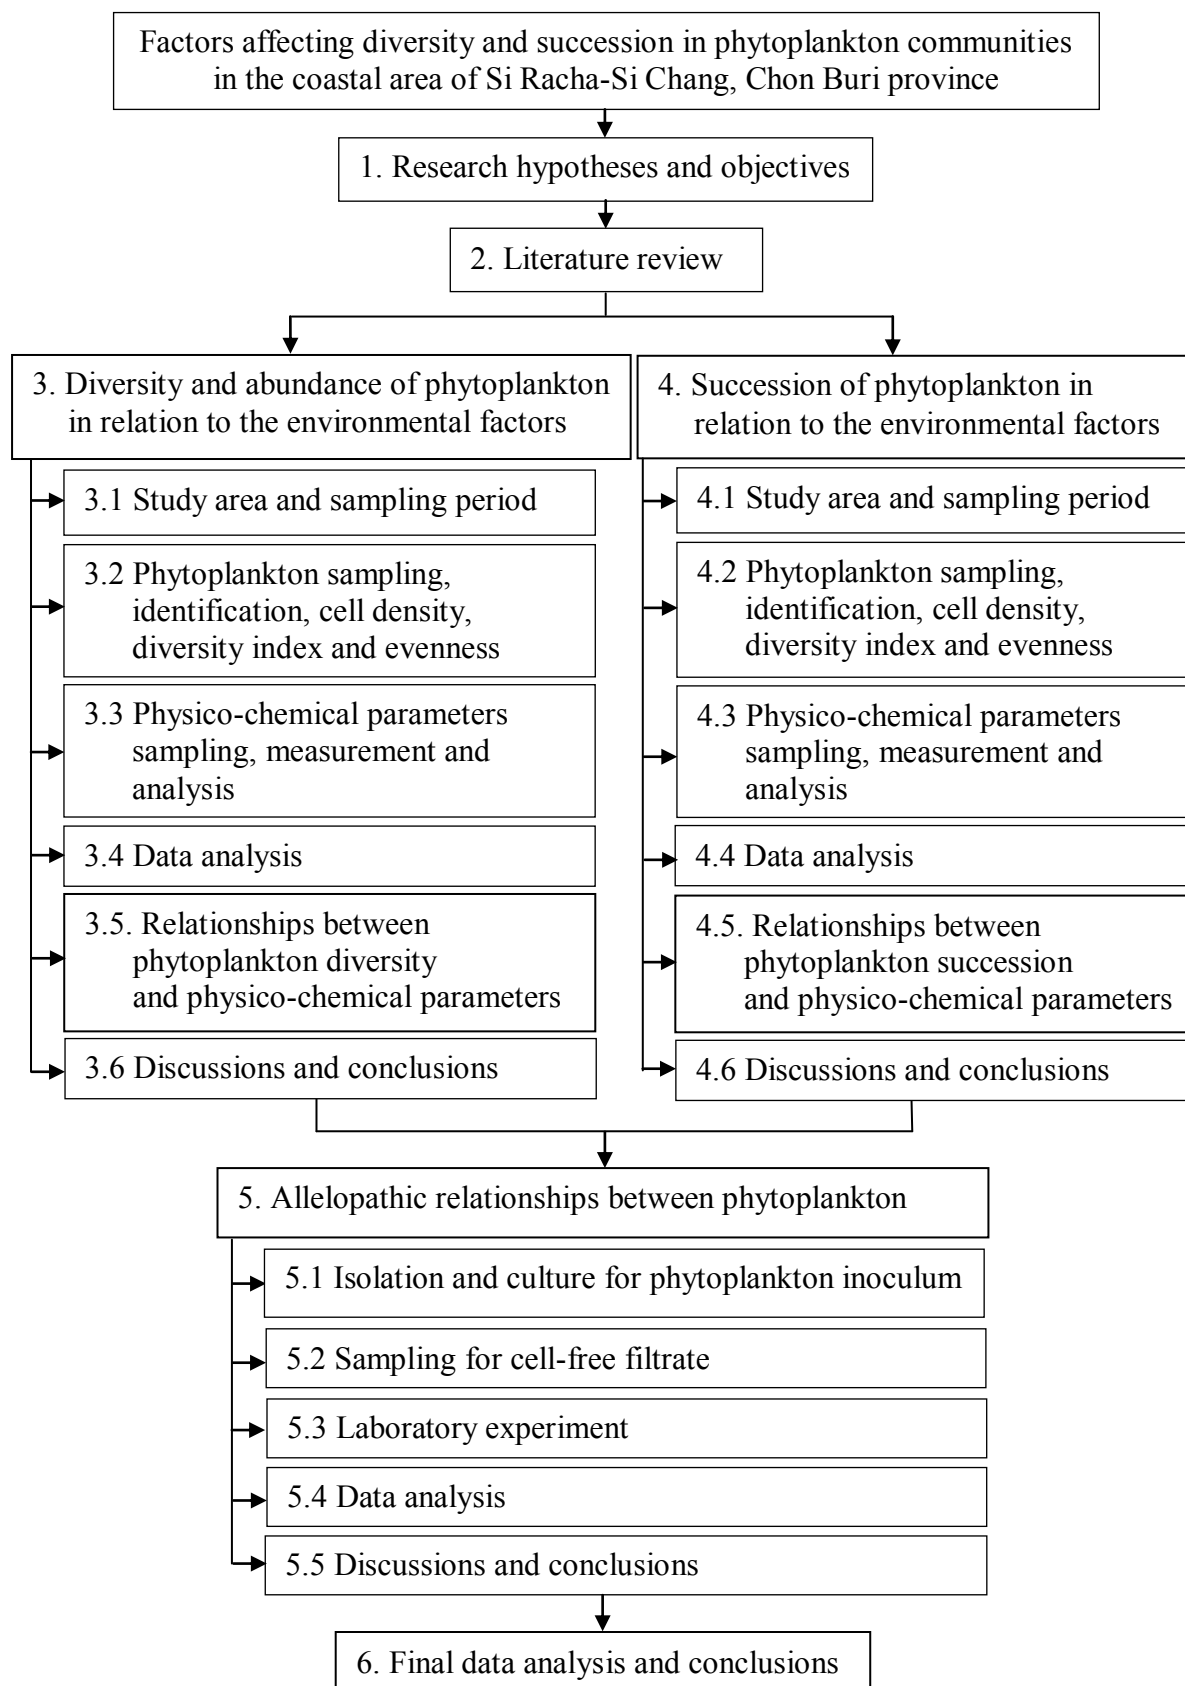 Factors affecting diversity and succession in phytoplankton communities
in the coastal area of Si Racha-Si Chang, Chon Buri province
1. Research hypotheses and objectives
2. Literature review
3. Diversity and abundance of phytoplankton
in relation to the environmental factors
3.1 Study area and sampling period
3.2 Phytoplankton sampling,
identification, cell density,
diversity index and evenness
3.3 Physico-chemical parameters
sampling, measurement and
analysis
3.4 Data analysis
3.5. Relationships between
phytoplankton diversity
and physico-chemical parameters
3.6 Discussions and conclusions
4. Succession of phytoplankton in
relation to the environmental factors
4.1 Study area and sampling period
4.2 Phytoplankton sampling,
identification, cell density,
diversity index and evenness
4.3 Physico-chemical parameters
sampling, measurement and
analysis
4.4 Data analysis
4.5. Relationships between
phytoplankton succession
and physico-chemical parameters
4.6 Discussions and conclusions
5. Allelopathic relationships between phytoplankton
5.1 Isolation and culture for phytoplankton inoculum
5.2 Sampling for cell-free filtrate
5.3 Laboratory experiment
5.4 Data analysis
5.5 Discussions and conclusions
6. Final data analysis and conclusions